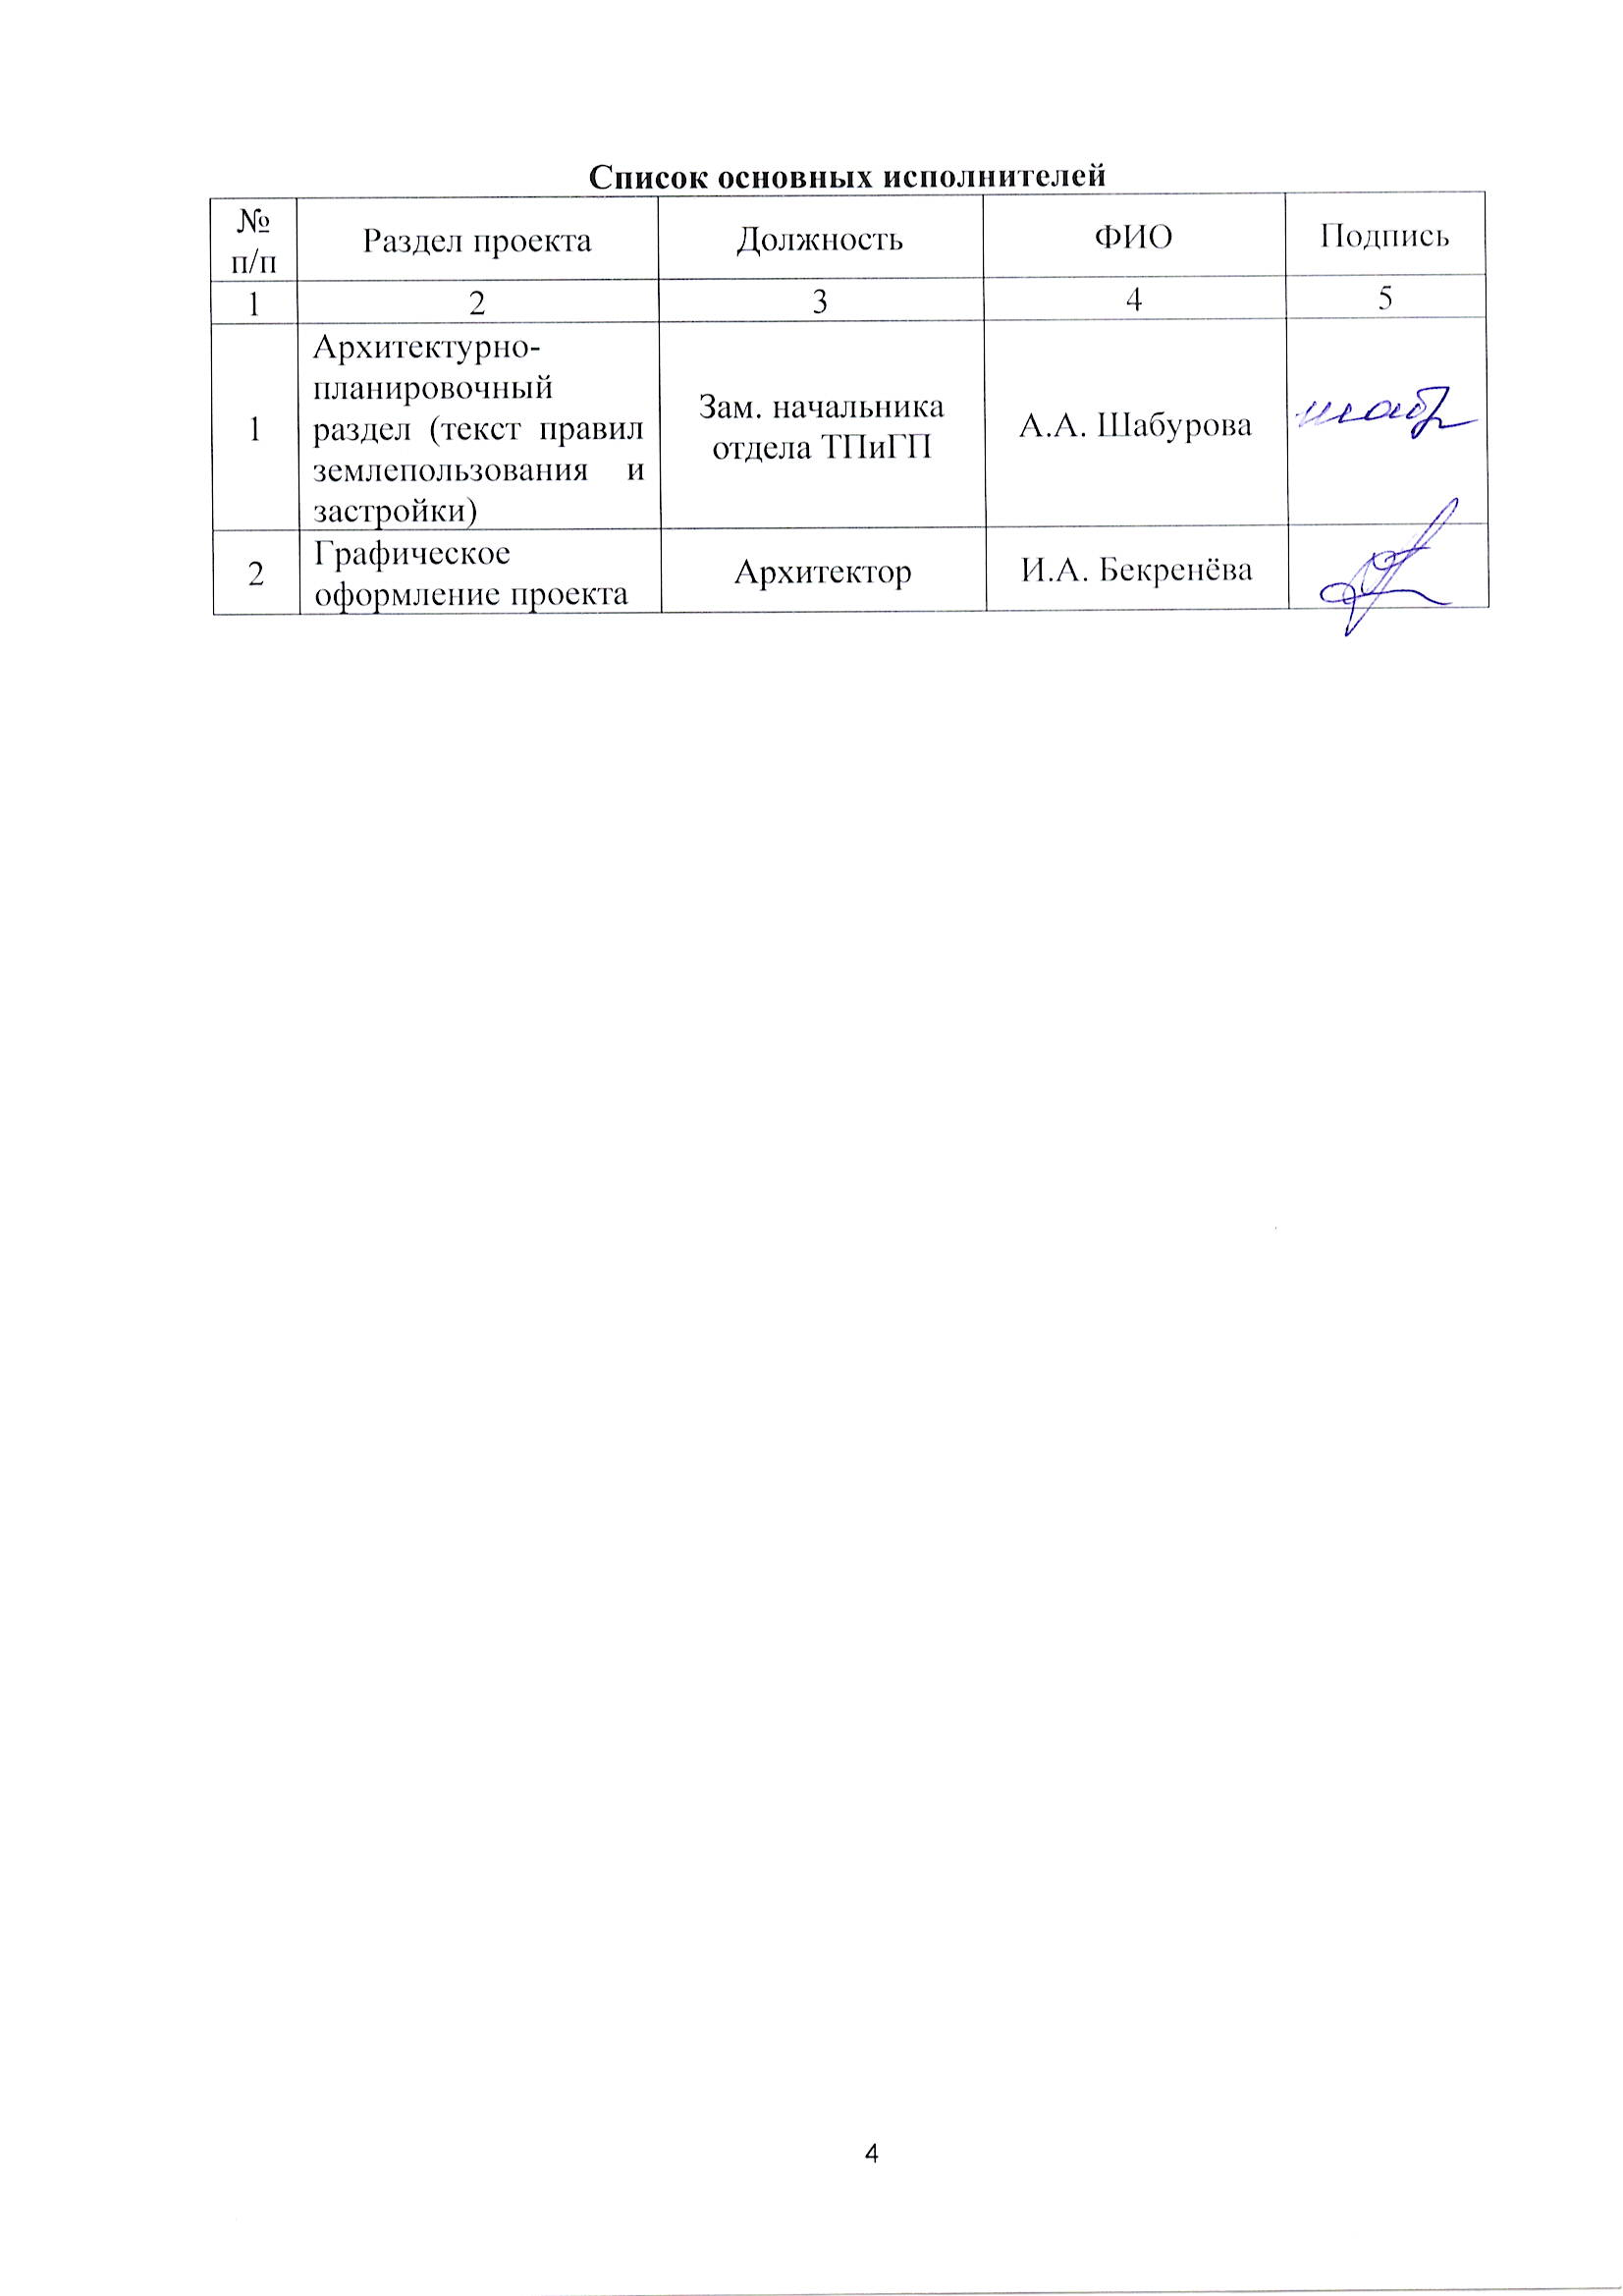 Список основных исполнителей
№
п/п
Раздел проекта
Должность
ФИО
Подпись
1
2
3
4
5
1
Архитектурно-
планировочный
раздел (текст правил
землепользования и
застройки)
Зам. начальника
отдела ТПиГП
А.А. Шабурова
шабр
2
Графическое
оформление проекта
Архитектор
И.А. Бекренёва
4